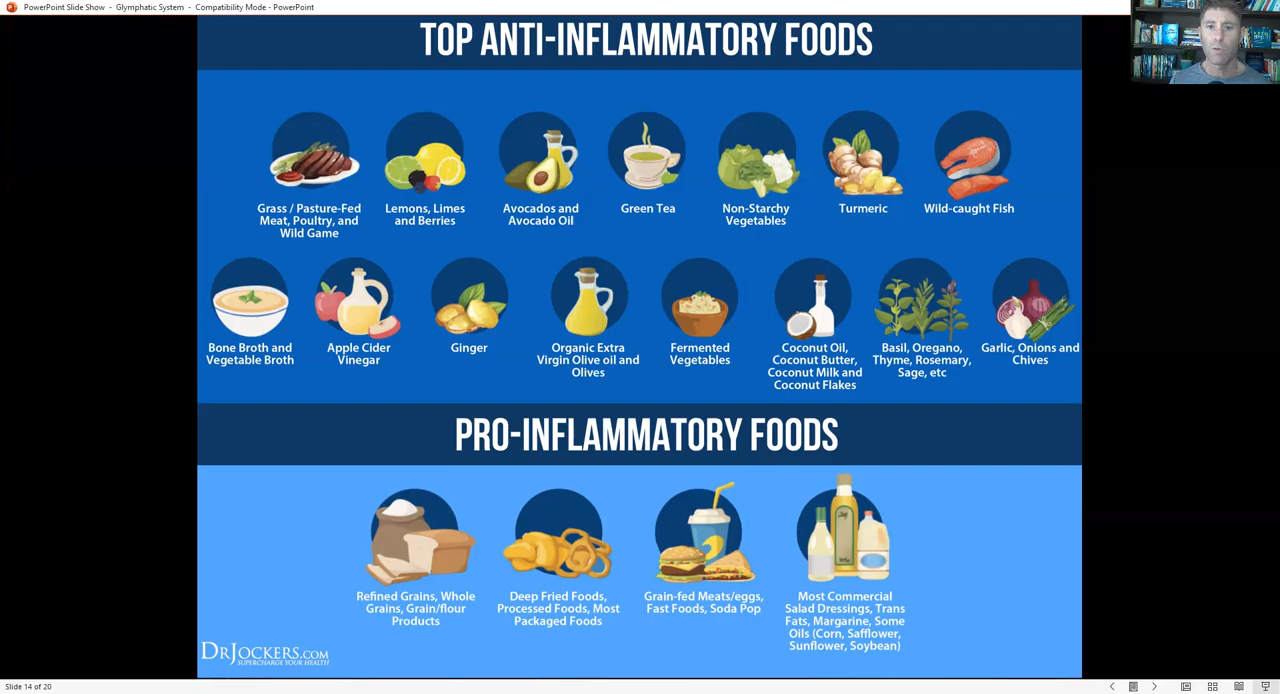 PowerPoint Slide Show - Glymphatic System - Compatibility Mode - PowerPoint
TOP ANTI-INFLAMMATORY FOODS
Grass / Pasture-Fed
Meat, Poultry, and
Wild Game
Lemons, Limes
and Berries
Avocados and
Avocado Oil
Green Tea
Non-Starchy
Vegetables
Turmeric
Wild-caught Fish
Bone Broth and
Vegetable Broth
Apple Cider
Vinegar
Ginger
Organic Extra
Virgin Olive oil and
Olives
Fermented
Vegetables
Coconut Oil,
Coconut Butter,
Coconut Milk and
Coconut Flakes
Basil, Oregano,
Thyme, Rosemary,
Sage, etc
Garlic, Onions and
Chives
PRO-INFLAMMATORY FOODS
Refined Grains, Whole
Grains, Grain/flour
Products
Deep Fried Foods,
Processed Foods, Most
Packaged Foods
Grain-fed Meats/eggs,
Fast Foods, Soda Pop
Most Commercial
Salad Dressings, Trans
Fats, Margarine, Some
Oils (Corn, Safflower,
Sunflower, Soybean)
DRJOCKERS.COM
SUPERCHARGE YOUR HEALTH
Slide 14 of 20